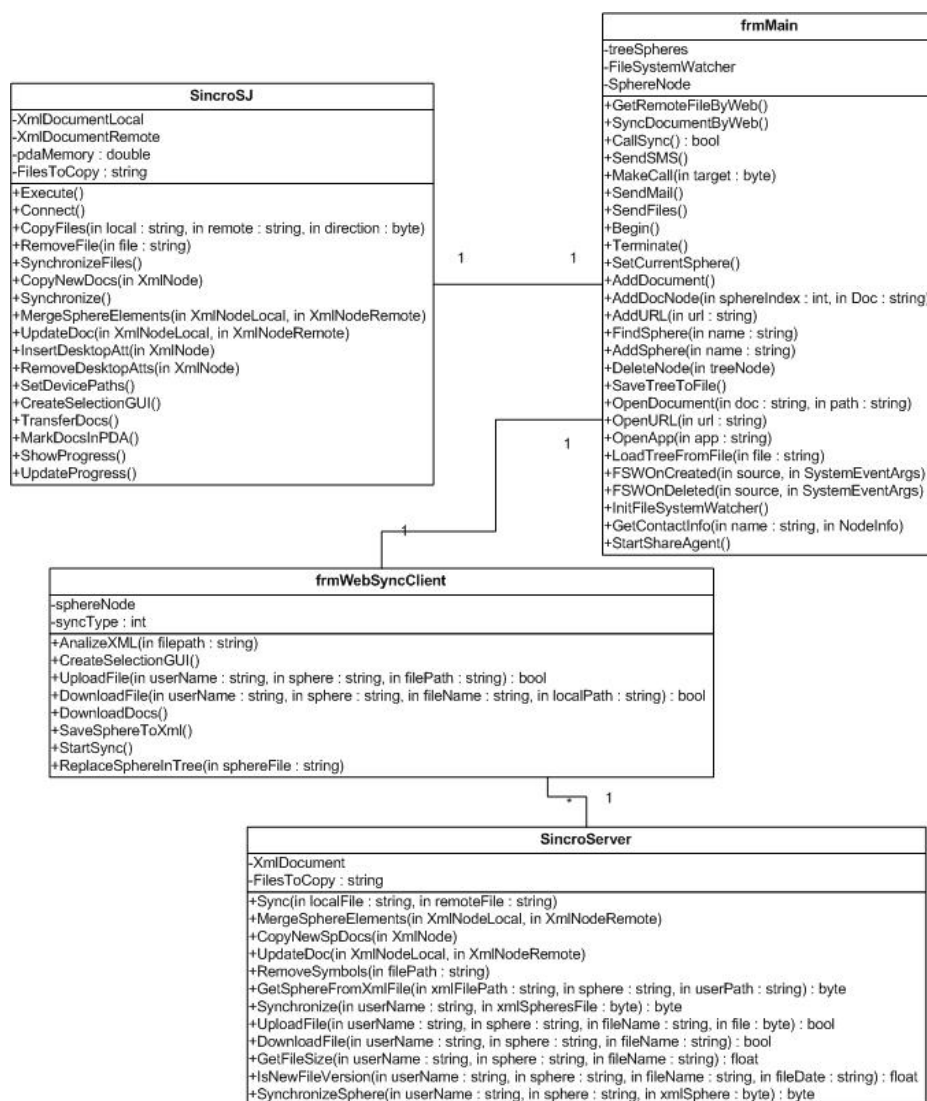 frmMain
-treeSpheres
-FileSystemWatcher
-SphereNode
+GetRemoteFileByWeb()
+SyncDocumentByWeb()
+CallSync() : bool
+SendSMS()
+MakeCall(in target : byte)
+SendMail()
+SendFiles()
+Begin()
+Terminate()
+SetCurrentSphere()
+AddDocument()
+AddDocNode(in sphereIndex : int, in Doc : string)
+AddURL(in url : string)
+FindSphere(in name : string)
+AddSphere(in name : string)
+DeleteNode(in treeNode)
+SaveTreeToFile()
+OpenDocument(in doc : string, in path : string)
+OpenURL(in url : string)
+OpenApp(in app : string)
+LoadTreeFromFile(in file : string)
+FSWOnCreated(in source, in SystemEventArgs)
+FSWOnDeleted(in source, in SystemEventArgs)
+InitFileSystemWatcher()
+GetContactInfo(in name : string, in NodeInfo)
+StartShareAgent()
SincroSJ
-XmlDocumentLocal
-XmlDocumentRemote
-pdaMemory : double
-FilesToCopy : string
+Execute()
+Connect()
+CopyFiles(in local : string, in remote : string, in direction : byte)
+RemoveFile(in file : string)
+SynchronizeFiles()
+CopyNewDocs(in XmlNode)
+Synchronize()
+MergeSphereElements(in XmlNodeLocal, in XmlNodeRemote)
+UpdateDoc(in XmlNodeLocal, in XmlNodeRemote)
+InsertDesktopAtt(in XmlNode)
+RemoveDesktopAtts(in XmlNode)
+SetDevicePaths()
+CreateSelectionGUI()
+TransferDocs()
+MarkDocsInPDA()
+ShowProgress()
+UpdateProgress()
1 1
1
1
frmWebSyncClient
-sphereNode
-syncType : int
+AnalizeXML(in filepath : string)
+CreateSelectionGUI()
+UploadFile(in userName : string, in sphere : string, in filePath : string) : bool
+DownloadFile(in userName : string, in sphere : string, in fileName : string, in localPath : string) : bool
+DownloadDocs()
+SaveSphereToXml()
+StartSync()
+ReplaceSphereInTree(in sphereFile : string)
* 1
SincroServer
-XmlDocument
-FilesToCopy : string
+Sync(in localFile : string, in remoteFile : string)
+MergeSphereElements(in XmlNodeLocal, in XmlNodeRemote)
+CopyNewSpDocs(in XmlNode)
+UpdateDoc(in XmlNodeLocal, in XmlNodeRemote)
+RemoveSymbols(in filePath : string)
+GetSphereFromXmlFile(in xmlFilePath : string, in sphere : string, in userPath : string) : byte
+Synchronize(in userName : string, in xmlSpheresFile : byte) : byte
+UploadFile(in userName : string, in sphere : string, in fileName : string, in file : byte) : bool
+DownloadFile(in userName : string, in sphere : string, in fileName : string) : bool
+GetFileSize(in userName : string, in sphere : string, in fileName : string) : float
+IsNewFileVersion(in userName : string, in sphere : string, in fileName : string, in fileDate : string) : float
+SynchronizeSphere(in userName : string, in sphere : string, in xmlSphere : byte) : byte